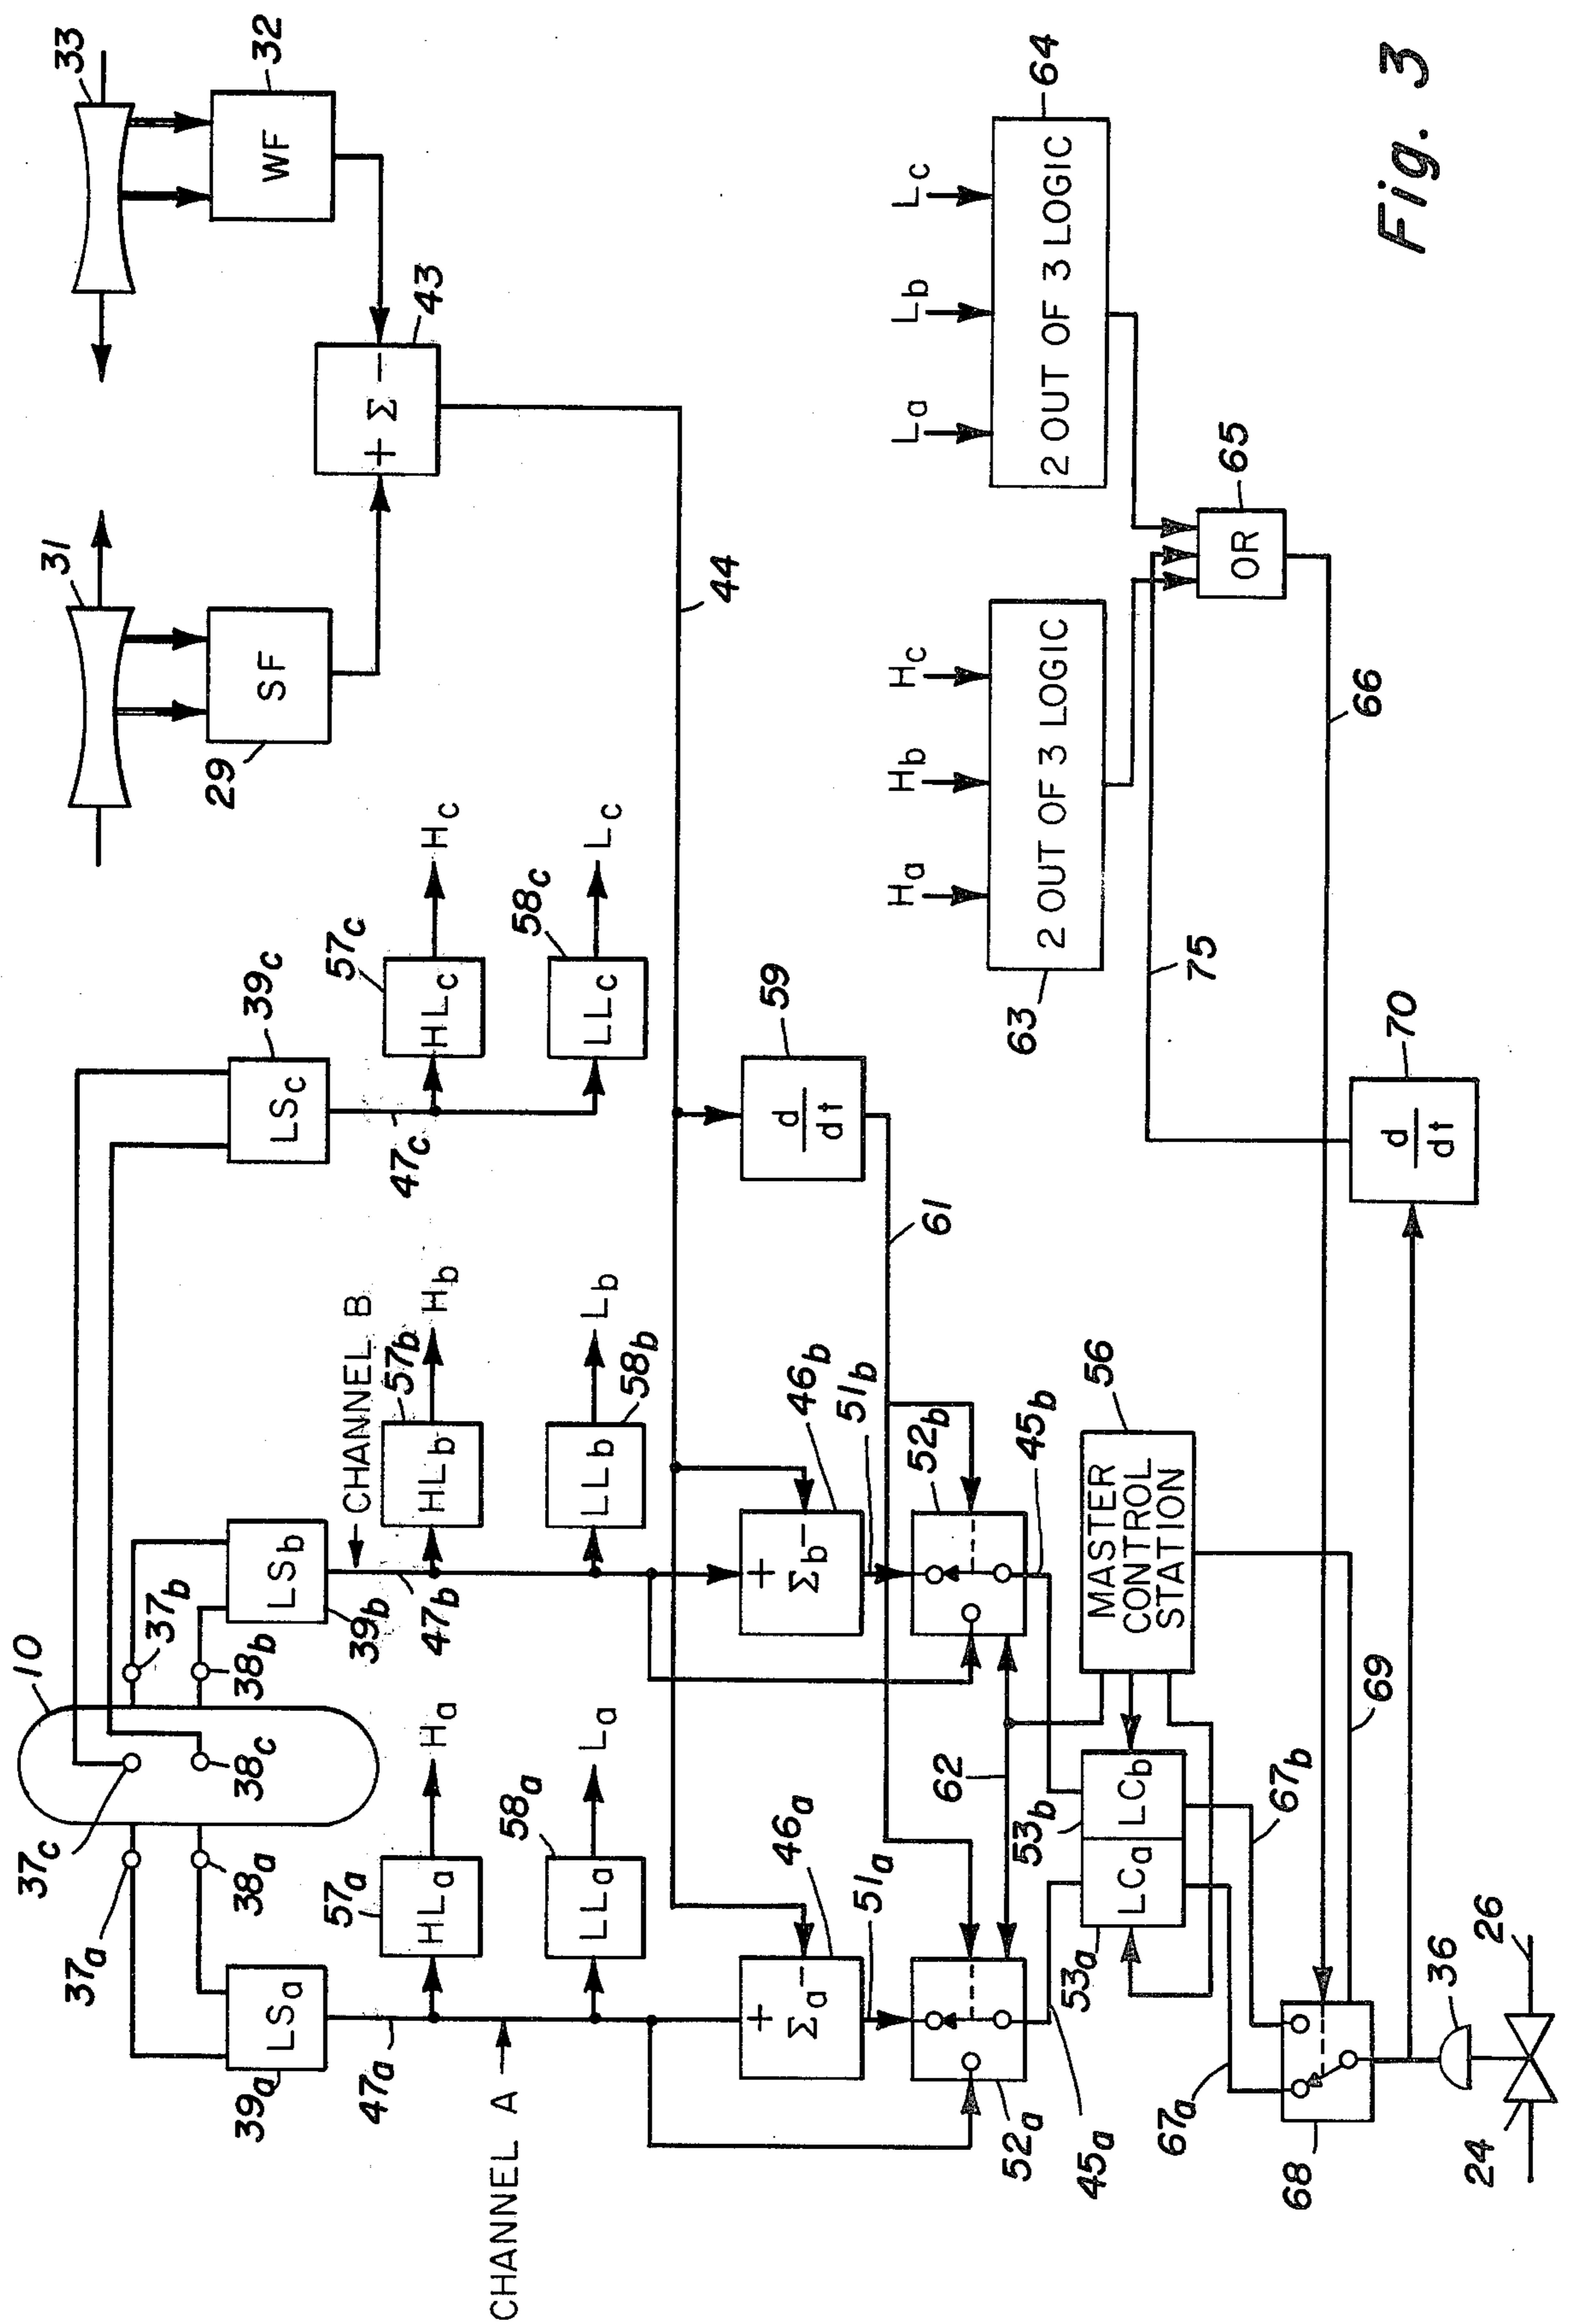 10
37c
37a
38a
38c
37b
38b
LSa
39a
LSb
39b
LSc
39c
31
SF
29
33
WF
32
+ Σ −
43
44
47a
CHANNEL A
HLa
57a
Ha
LLa
58a
La
CHANNEL B
47b
HLb
57b
Hb
LLb
58b
Lb
47c
HLc
57c
Hc
LLc
58c
Lc
+
Σa−
46a
+
Σb−
46b
d
dt
59
61
51a
51b
52a
52b
45a
45b
62
MASTER
CONTROL
STATION
56
LCa
53a
LCb
53b
67a
67b
68
69
36
24
26
d
dt
70
75
Ha
Hb
Hc
2 OUT OF 3 LOGIC
63
La
Lb
Lc
2 OUT OF 3 LOGIC
64
OR
65
66
Fig. 3